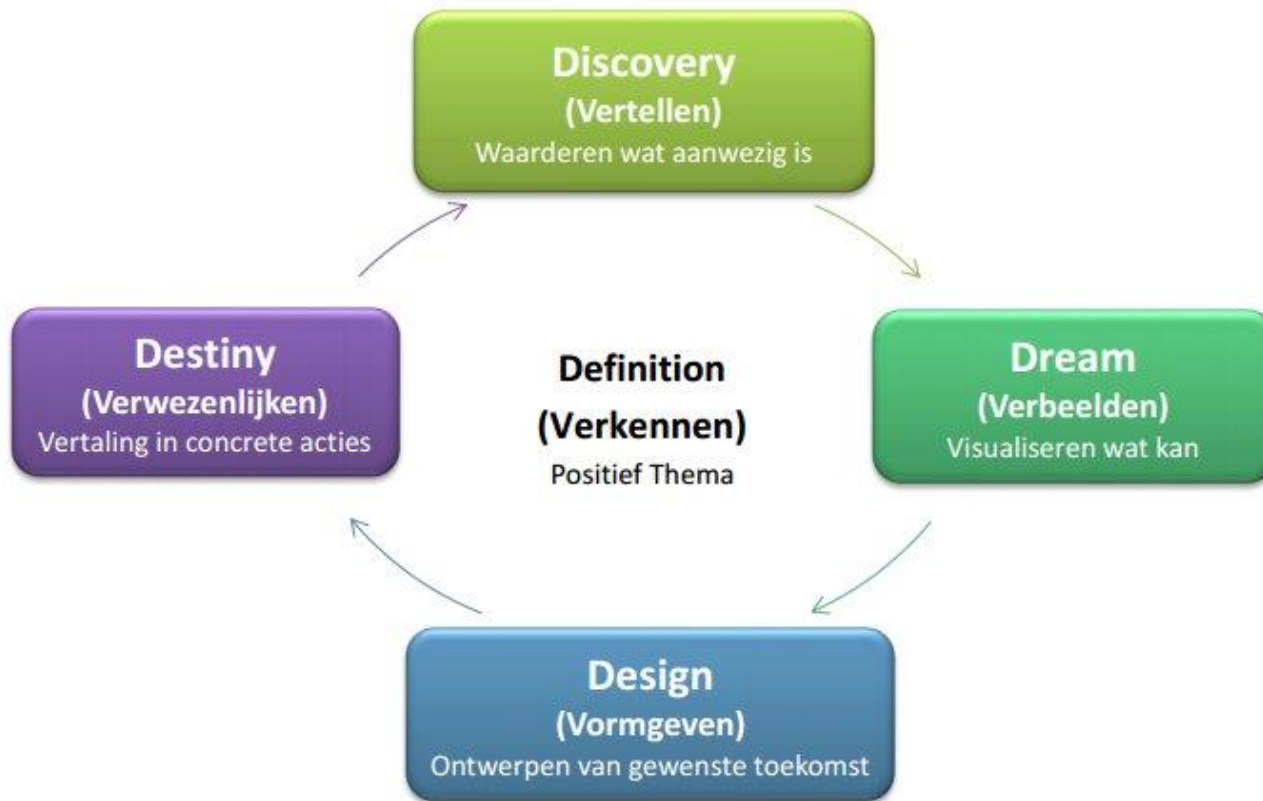 Discovery
(Vertellen)
Waarderen wat aanwezig is
Destiny
(Verwezenlijken)
Vertaling in concrete acties
Definition
(Verkennen)
Positief Thema
Dream
(Verbeelden)
Visualiseren wat kan
Design
(Vormgeven)
Ontwerpen van gewenste toekomst